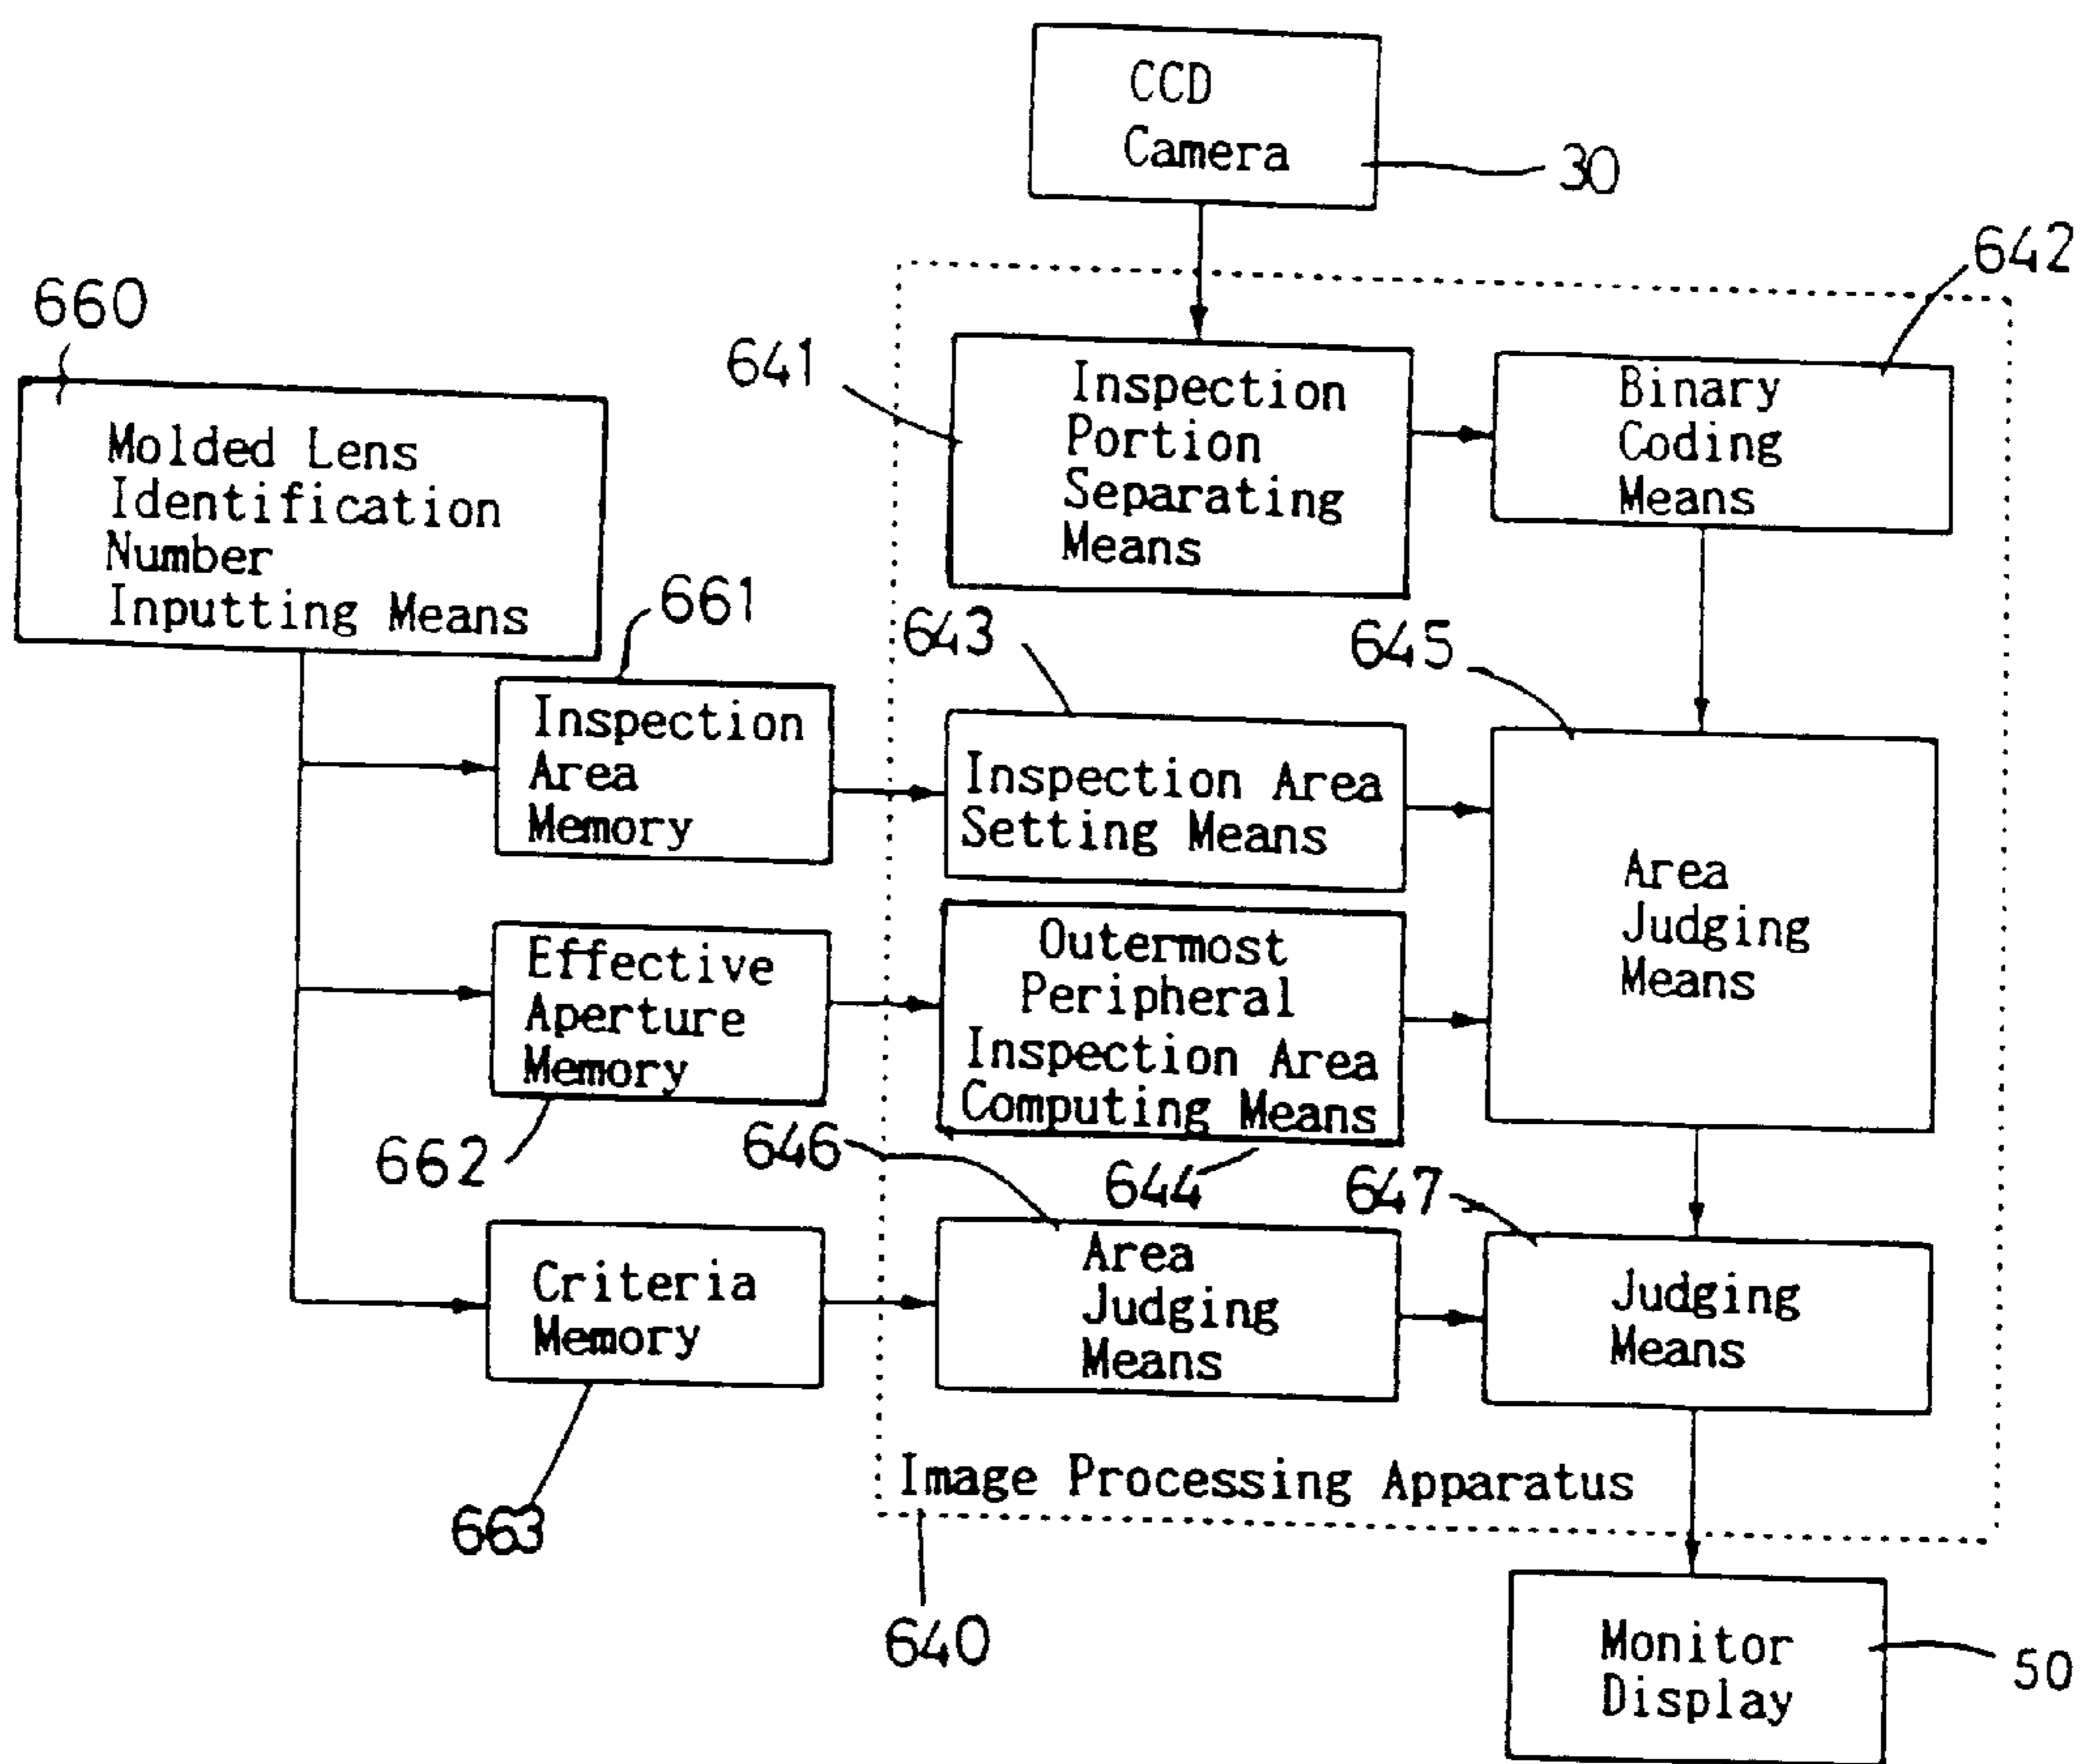 CCD
Camera
30
642
660
641
Inspection
Portion
Separating
Means
Binary
Coding
Means
Molded Lens
Identification
Number
Inputting Means
661
643
645
Inspection
Area
Memory
Inspection Area
Setting Means
Area
Judging
Means
Effective
Aperture
Memory
Outermost
Peripheral
Inspection Area
Computing Means
662
646
644
647
Criteria
Memory
Area
Judging
Means
Judging
Means
Image Processing Apparatus
663
640
Monitor
Display
50